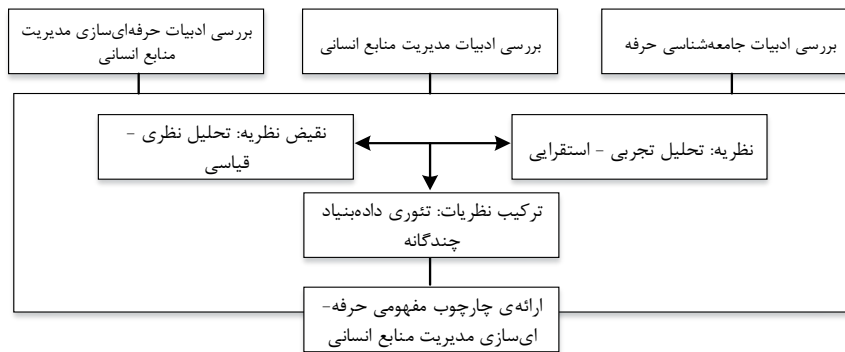 بررسی ادبیات جامعه‌شناسی حرفه
بررسی ادبیات مدیریت منابع انسانی
بررسی ادبیات حرفه‌ای‌سازی مدیریت
منابع انسانی
نظریه: تحلیل تجربی – استقرایی
نقیض نظریه: تحلیل نظری –
قیاسی
ترکیب نظریات: تئوری داده‌بنیاد
چندگانه
ارائه‌ی چارچوب مفهومی حرفه-
ای‌سازی مدیریت منابع انسانی